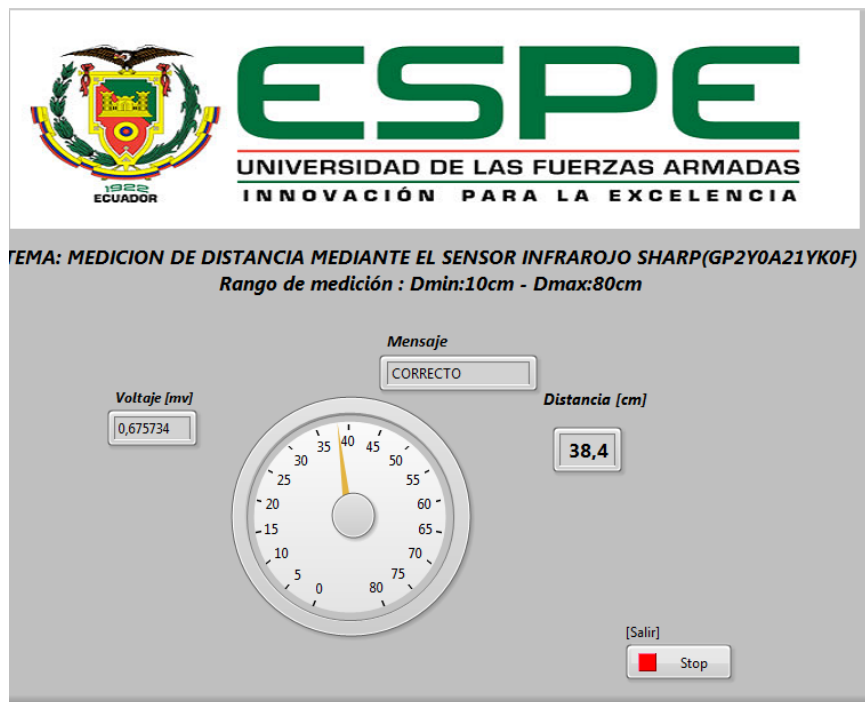 ESPE
UNIVERSIDAD DE LAS FUERZAS ARMADAS
INNOVACIÓN PARA LA EXCELENCIA
1922
ECUADOR
TEMA: MEDICION DE DISTANCIA MEDIANTE EL SENSOR INFRAROJO SHARP(GP2Y0A21YK0F)
Rango de medición : Dmin:10cm - Dmax:80cm
Mensaje
CORRECTO
Voltaje [mv]
0,675734
Distancia [cm]
38,4
0
5
10
15
20
25
30
35
40
45
50
55
60
65
70
75
80
[Salir]
Stop